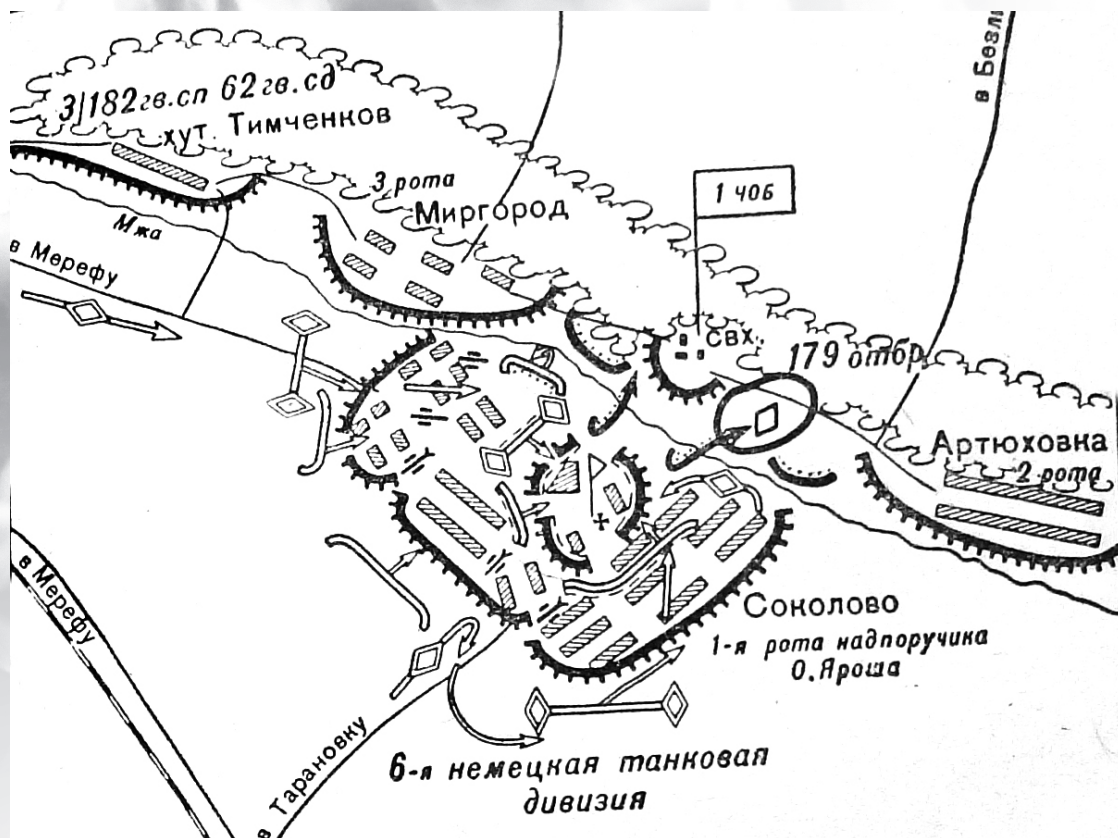 3/182 гв.сп 62 гв.сд
хут. Тимченков
3 рота
Миргород
Мжа
в Мерефу
1 ЧОБ
свх.
179 отбр
Артюховка
2 рота
Соколово
1-я рота надпоручика
О. Яроша
в Мерефу
6-я немецкая танковая
дивизия
в Тарановку